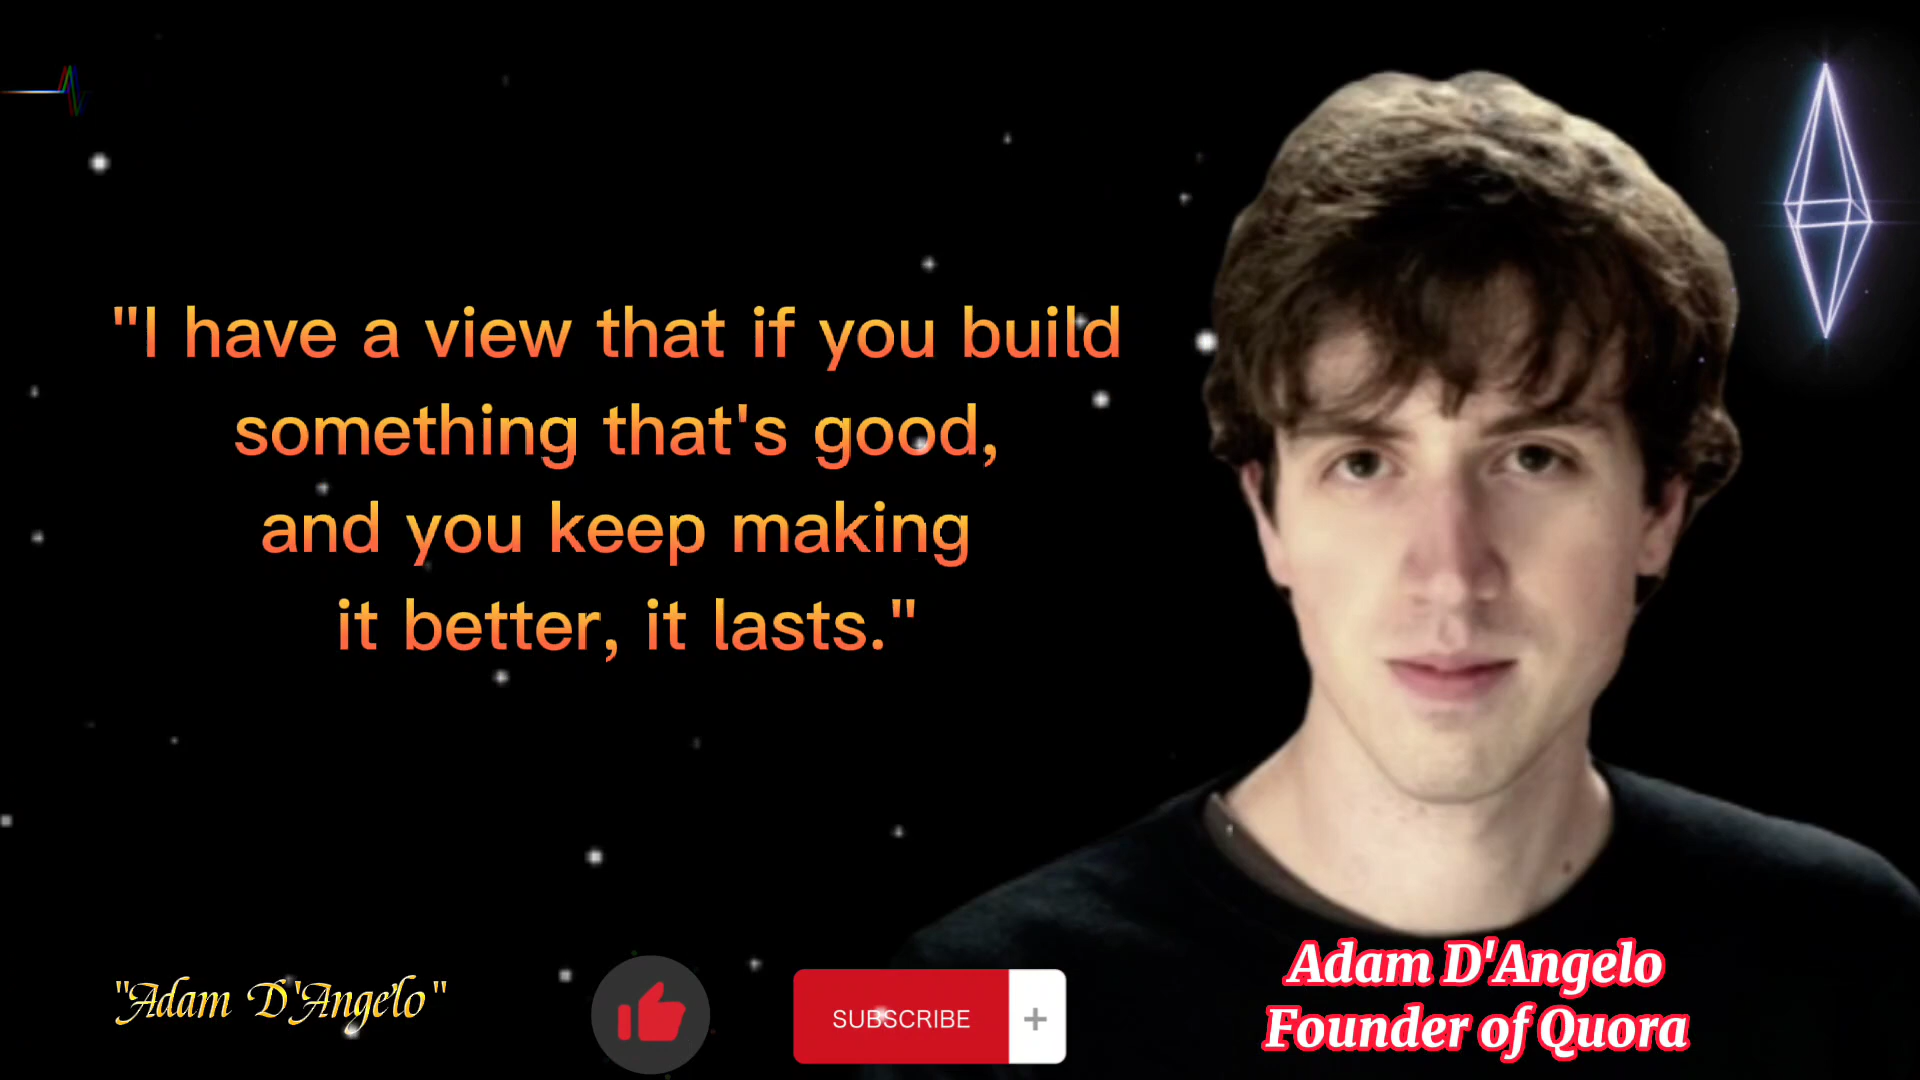 "I have a view that if you build
something that's good,
and you keep making
it better, it lasts."
"Adam D'Angelo"
SUBSCRIBE
Adam D'Angelo
Founder of Quora